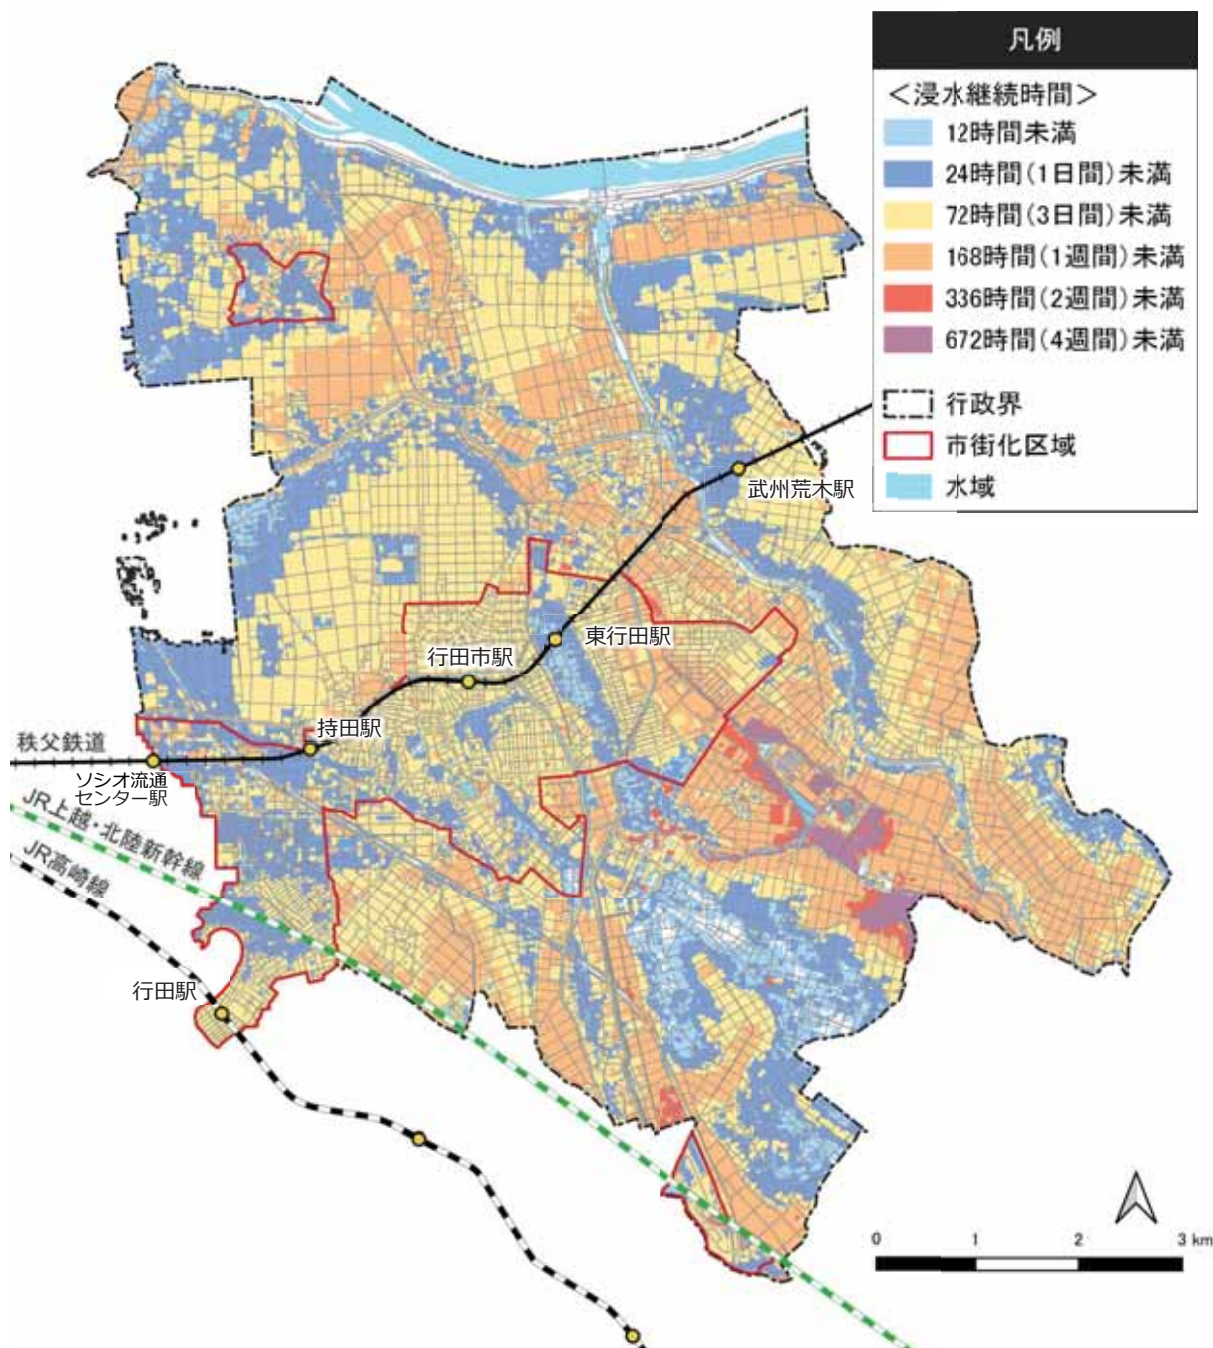 凡例
＜浸水継続時間＞
12時間未満
24時間（1日間）未満
72時間（3日間）未満
168時間（1週間）未満
336時間（2週間）未満
672時間（4週間）未満
行政界
市街化区域
水域
武州荒木駅
東行田駅
行田市駅
持田駅
秩父鉄道
ソシオ流通
センター駅
JR上越・北陸新幹線
JR高崎線
行田駅
0 1 2 3 km